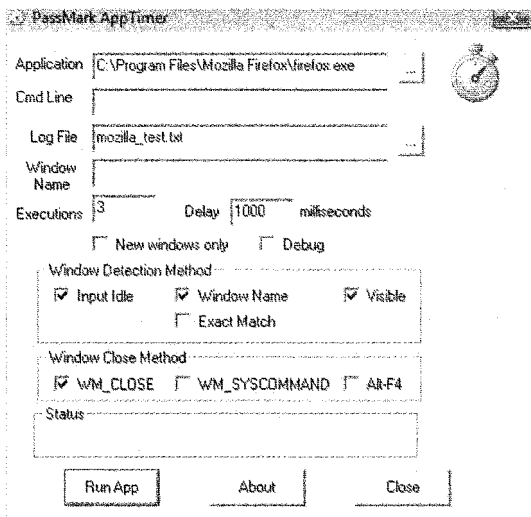 PassMark AppTimer
Application C:\Program Files\Mozilla Firefox\firefox.exe ...
Cmd Line
Log File mozilla_test.txt ...
Window
Name
Executions 3 Delay 1000 milliseconds
New windows only Debug
Window Detection Method
Input Idle Window Name Visible
Exact Match
Window Close Method
WM_CLOSE WM_SYSCOMMAND Alt-F4
Status
Run App About Close